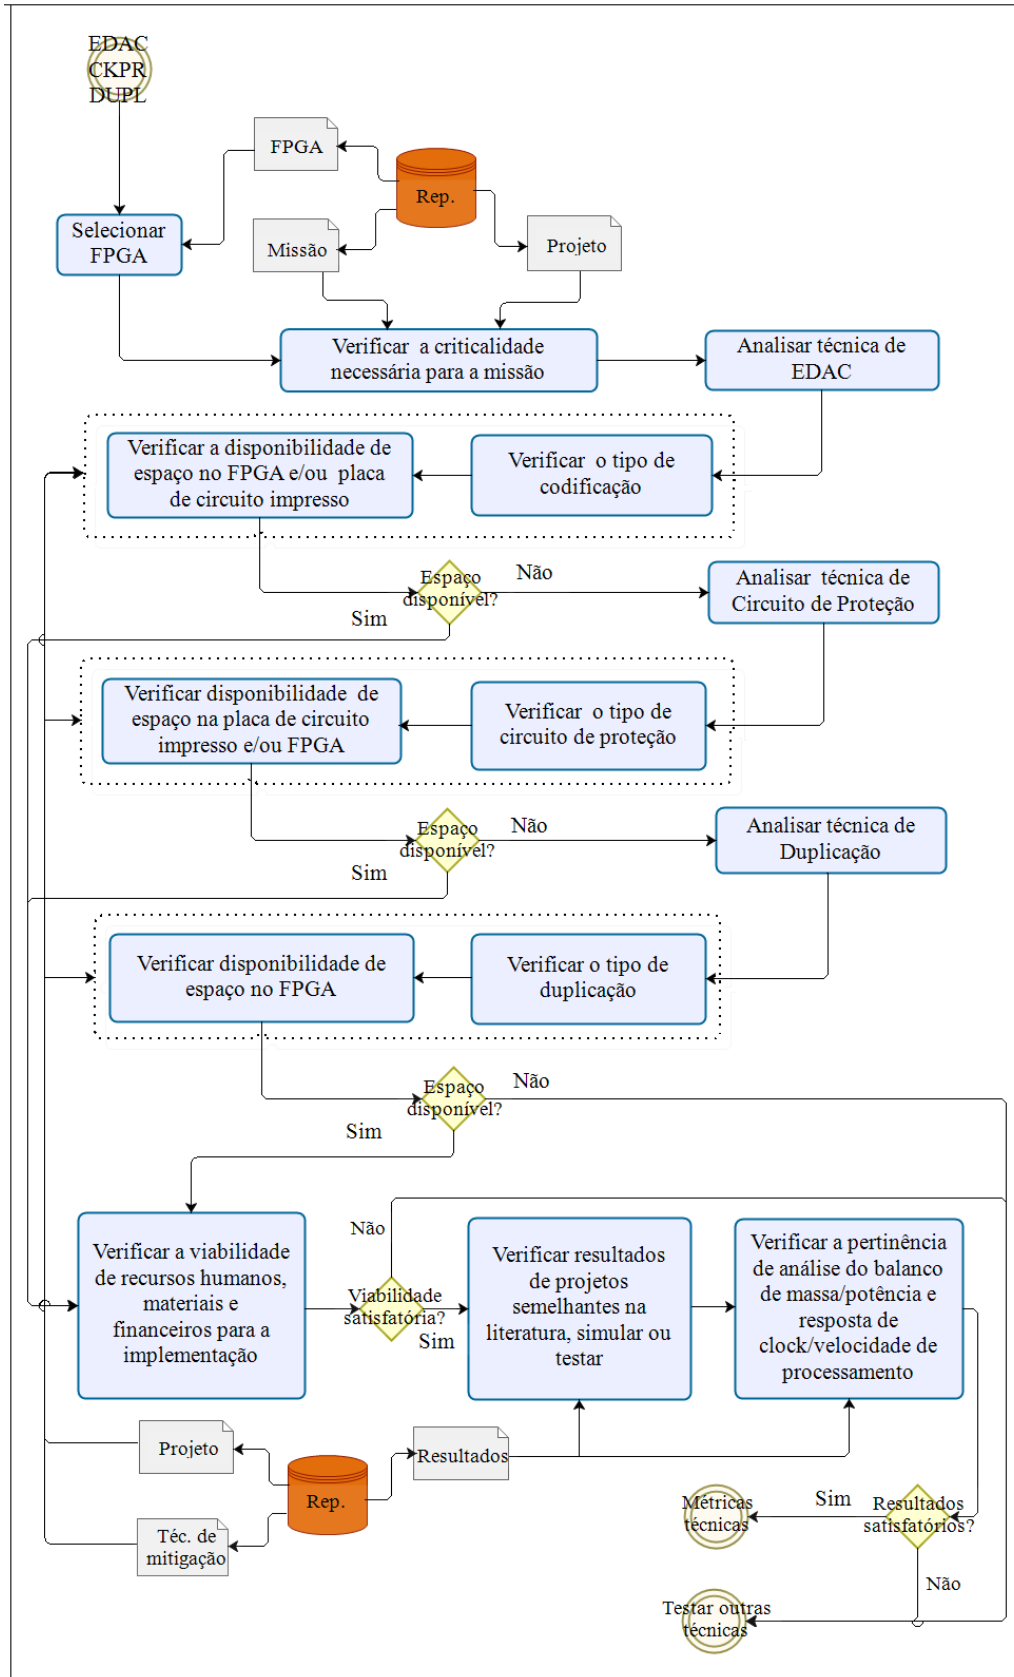 EDAC
CKPR
DUPL
FPGA
Rep.
Selecionar
FPGA
Missão
Projeto
Verificar a criticalidade
necessária para a missão
Analisar técnica de
EDAC
Verificar a disponibilidade de
espaço no FPGA e/ou placa
de circuito impresso
Verificar o tipo de
codificação
Espaço
disponível?
Não
Sim
Analisar técnica de
Circuito de Proteção
Verificar disponibilidade de
espaço na placa de circuito
impresso e/ou FPGA
Verificar o tipo de
circuito de proteção
Espaço
disponível?
Não
Sim
Analisar técnica de
Duplicação
Verificar disponibilidade de
espaço no FPGA
Verificar o tipo de
duplicação
Espaço
disponível?
Não
Sim
Verificar a viabilidade
de recursos humanos,
materiais e
financeiros para a
implementação
Não
Viabilidade
satisfatória?
Sim
Verificar resultados
de projetos
semelhantes na
literatura, simular ou
testar
Verificar a pertinência
de análise do balanco
de massa/potência e
resposta de
clock/velocidade de
processamento
Projeto
Rep.
Resultados
Téc. de
mitigação
Métricas
técnicas
Sim
Resultados
satisfatórios?
Não
Testar outras
técnicas